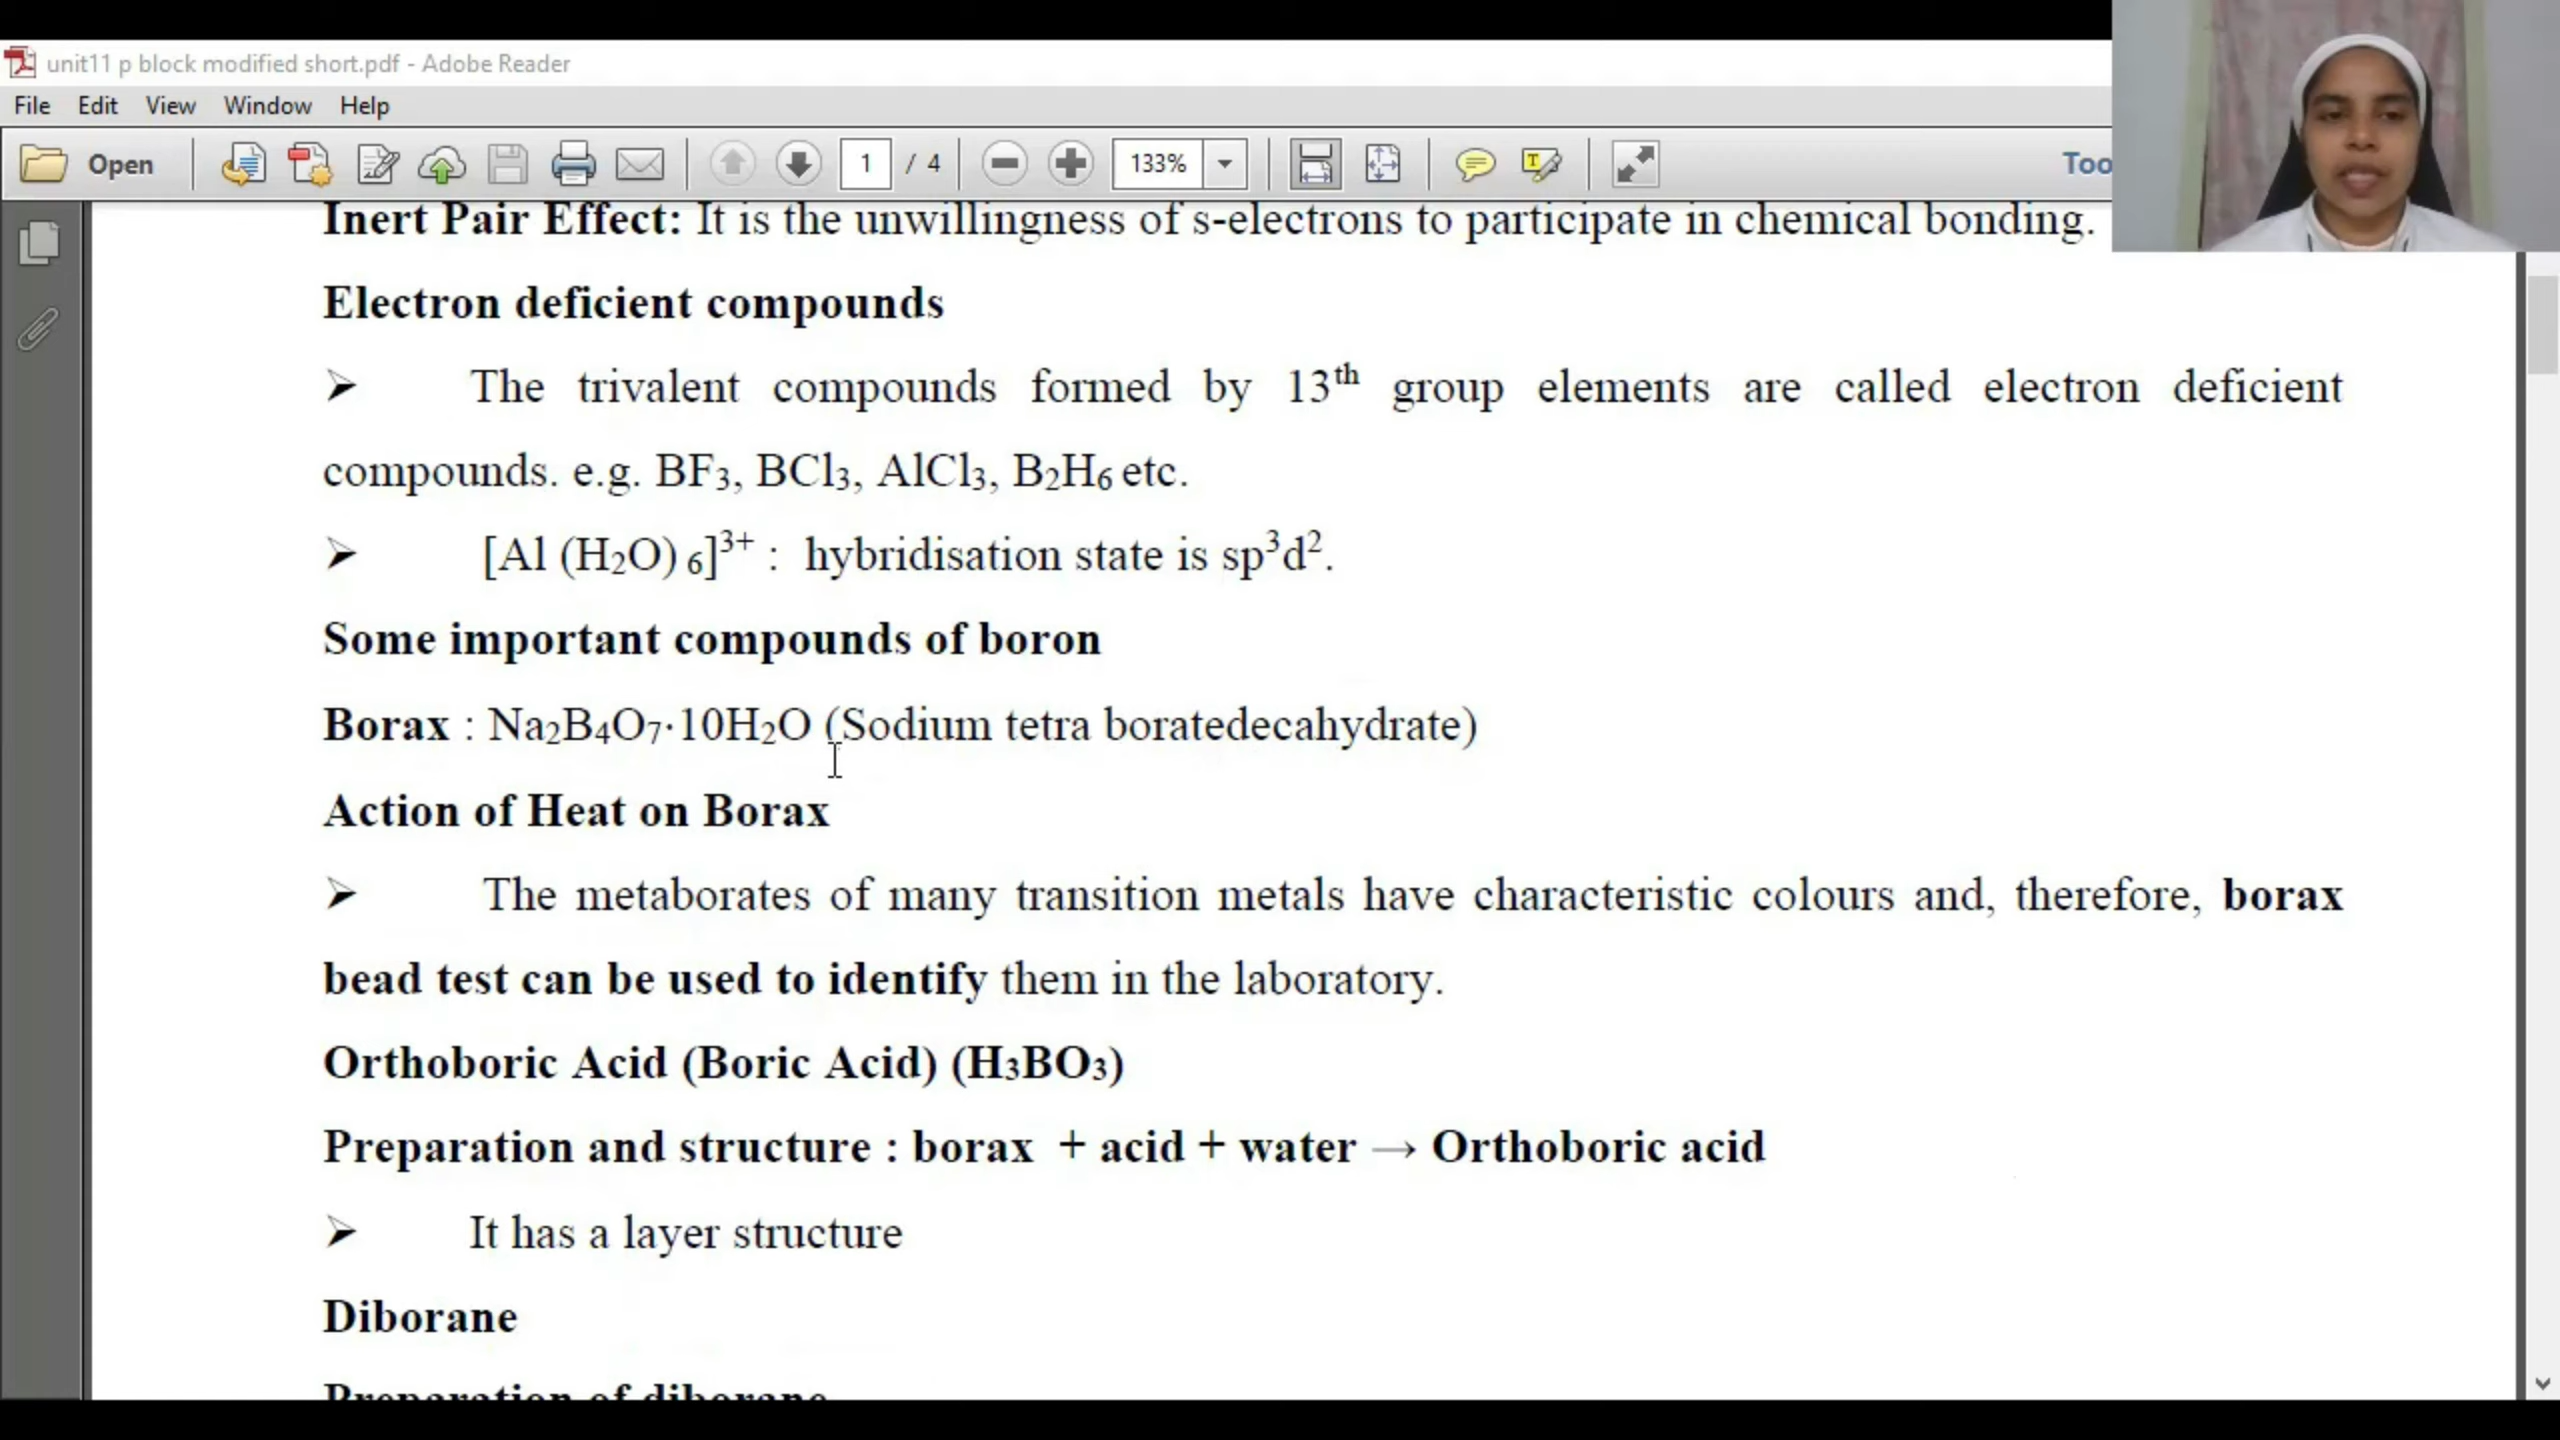 unit11 p block modified short.pdf - Adobe Reader
File Edit View Window Help
Open 1 / 4 133% Too
Inert Pair Effect: It is the unwillingness of s-electrons to participate in chemical bonding.
Electron deficient compounds
➢ The trivalent compounds formed by 13th group elements are called electron deficient
compounds. e.g. BF₃, BCl₃, AlCl₃, B₂H₆ etc.
➢ [Al (H₂O) ₆]³⁺ : hybridisation state is sp³d².
Some important compounds of boron
Borax : Na₂B₄O₇·10H₂O (Sodium tetra boratedecahydrate)
Action of Heat on Borax
➢ The metaborates of many transition metals have characteristic colours and, therefore, borax
bead test can be used to identify them in the laboratory.
Orthoboric Acid (Boric Acid) (H₃BO₃)
Preparation and structure : borax + acid + water → Orthoboric acid
➢ It has a layer structure
Diborane
Preparation of diborane